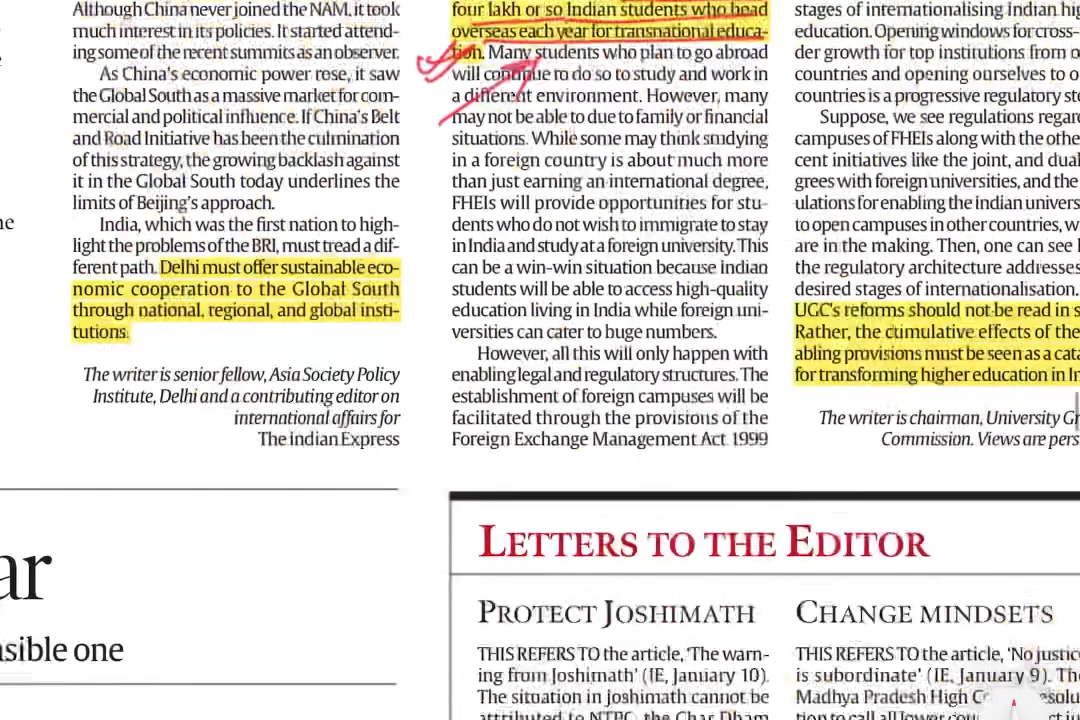 Although China never joined the NAM, it took
much interest in its policies. It started attend-
ing some of the recent summits as an observer.
As China's economic power rose, it saw
the Global South as a massive market for com-
mercial and political influence. If China's Belt
and Road Initiative has been the culmination
of this strategy, the growing backlash against
it in the Global South today underlines the
limits of Beijing's approach.
India, which was the first nation to high-
light the problems of the BRI, must tread a dif-
ferent path. Delhi must offer sustainable eco-
nomic cooperation to the Global South
through national, regional, and global insti-
tutions.
The writer is senior fellow, Asia Society Policy
Institute, Delhi and a contributing editor on
international affairs for
The Indian Express
ar
sible one
four lakh or so Indian students who head
overseas each year for transnational educa-
tion. Many students who plan to go abroad
will continue to do so to study and work in
a different environment. However, many
may not be able to due to family or financial
situations. While some may think studying
in a foreign country is about much more
than just earning an international degree,
FHEIs will provide opportunities for stu-
dents who do not wish to immigrate to stay
in India and study at a foreign university. This
can be a win-win situation because Indian
students will be able to access high-quality
education living in India while foreign uni-
versities can cater to huge numbers.
However, all this will only happen with
enabling legal and regulatory structures. The
establishment of foreign campuses will be
facilitated through the provisions of the
Foreign Exchange Management Act 1999
stages of internationalising Indian hig
education. Opening windows for cross-
der growth for top institutions from o
countries and opening ourselves to o
countries is a progressive regulatory ste
Suppose, we see regulations regar
campuses of FHEIs along with the othe
cent initiatives like the joint, and dual
grees with foreign universities, and the
ulations for enabling the indian univers
to open campuses in other countries, w
are in the making. Then, one can see
the regulatory architecture addresses
desired stages of internationalisation.
UGC's reforms should not be read in s
Rather, the cumulative effects of the
abling provisions must be seen as a cata
for transforming higher education in In
The writer is chairman, University Gr
Commission. Views are pers
LETTERS TO THE EDITOR
PROTECT JOSHIMATH
THIS REFERS TO the article, 'The warn-
ing from Joshimath' (IE, January 10).
The situation in Joshimath cannot be
attributed to NTPC, the Char Dham
CHANGE MINDSETS
THIS REFERS TO the article, 'No justic
is subordinate' (IE, January 9). The
Madhya Pradesh High C esolu
tion to call all lower cou